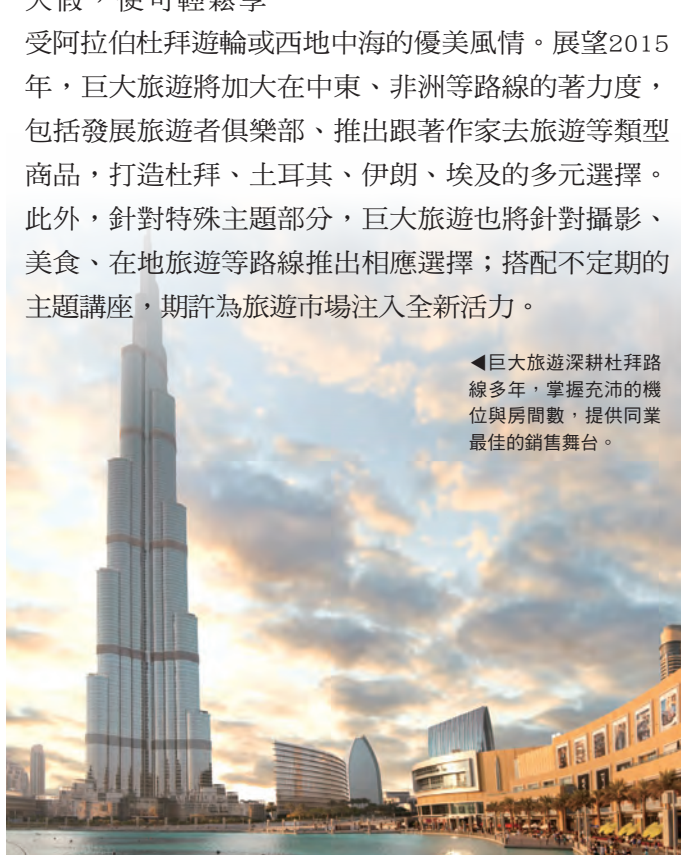 天假，便可輕鬆享
受阿拉伯杜拜遊輪或西地中海的優美風情。展望2015
年，巨大旅遊將加大在中東、非洲等路線的著力度，
包括發展旅遊者俱樂部、推出跟著作家去旅遊等類型
商品，打造杜拜、土耳其、伊朗、埃及的多元選擇。
此外，針對特殊主題部分，巨大旅遊也將針對攝影、
美食、在地旅遊等路線推出相應選擇；搭配不定期的
主題講座，期許為旅遊市場注入全新活力。
◀巨大旅遊深耕杜拜路
線多年，掌握充沛的機
位與房間數，提供同業
最佳的銷售舞台。